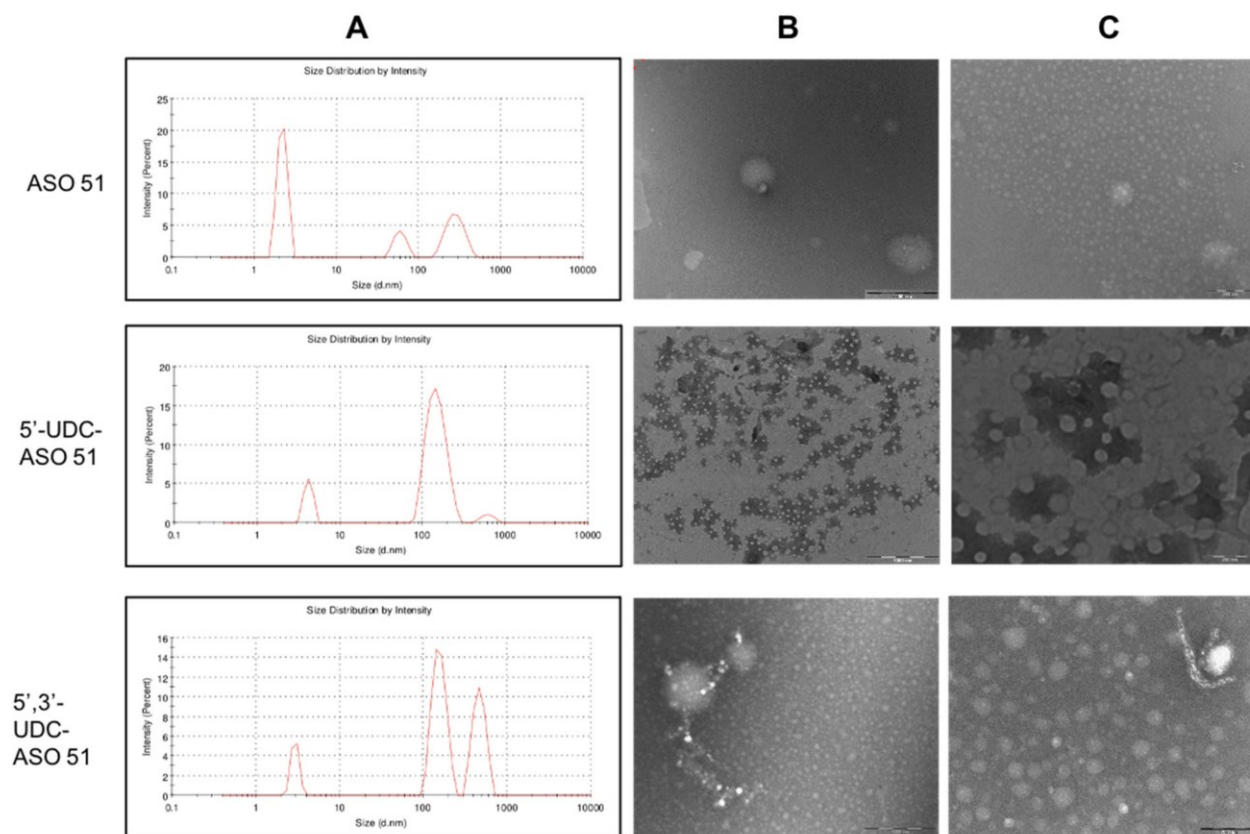 A
B
C
ASO 51
Size Distribution by Intensity
Intensity (Percent)
25
20
15
10
5
0
0.1 1 10 100 1000 10000
Size (d.nm)
5’-UDC-
ASO 51
Size Distribution by Intensity
Intensity (Percent)
20
15
10
5
0
0.1 1 10 100 1000 10000
Size (d.nm)
5’,3’-
UDC-
ASO 51
Size Distribution by Intensity
Intensity (Percent)
16
14
12
10
8
6
4
2
0
0.1 1 10 100 1000 10000
Size (d.nm)